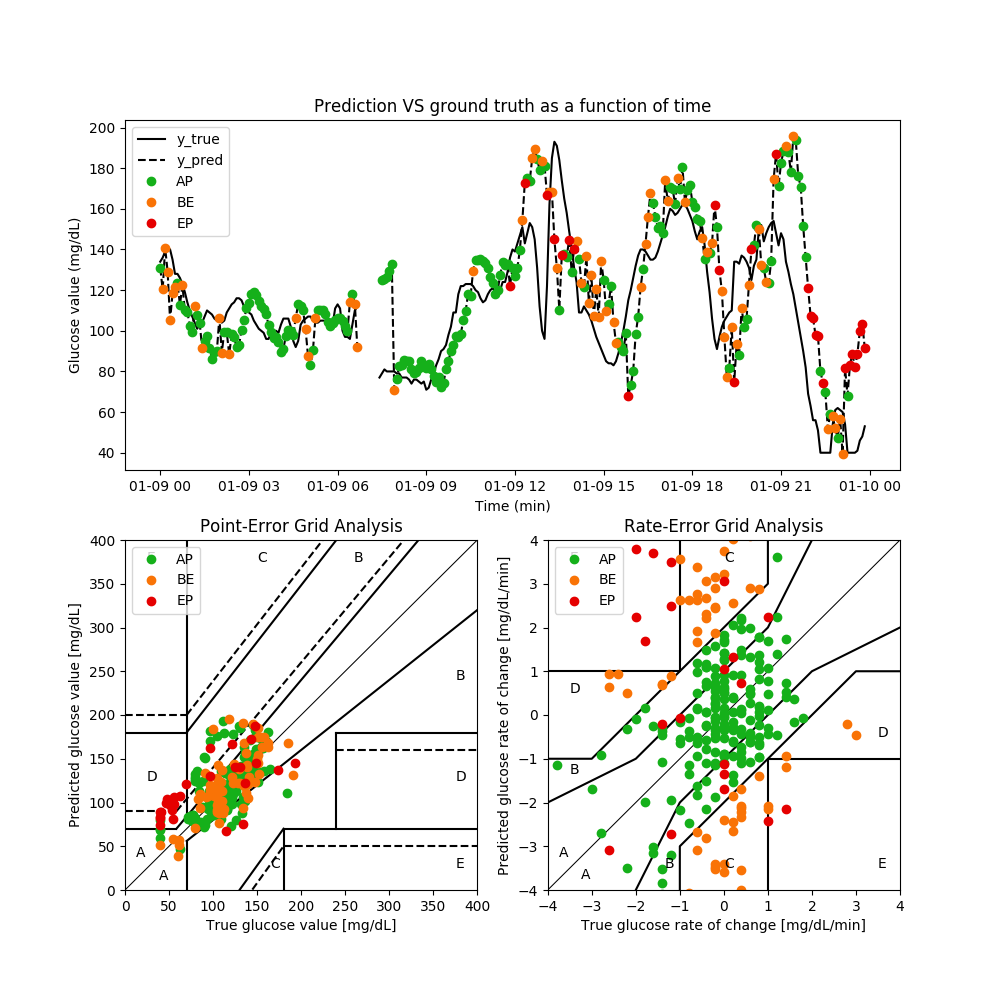 Prediction VS ground truth as a function of time
Glucose value (mg/dL)
200
180
160
140
120
100
80
60
40
y_true
y_pred
AP
BE
EP
01-09 00 01-09 03 01-09 06 01-09 09 01-09 12 01-09 15 01-09 18 01-09 21 01-10 00
Time (min)
Point-Error Grid Analysis
Predicted glucose value [mg/dL]
400
350
300
250
200
150
100
50
0
AP
BE
EP
C B
B
D D
A C E
A
0 50 100 150 200 250 300 350 400
True glucose value [mg/dL]
Rate-Error Grid Analysis
Predicted glucose rate of change [mg/dL/min]
4
3
2
1
0
−1
−2
−3
−4
AP
BE
EP
C
D
D
B
A
A B C E
−4 −3 −2 −1 0 1 2 3 4
True glucose rate of change [mg/dL/min]